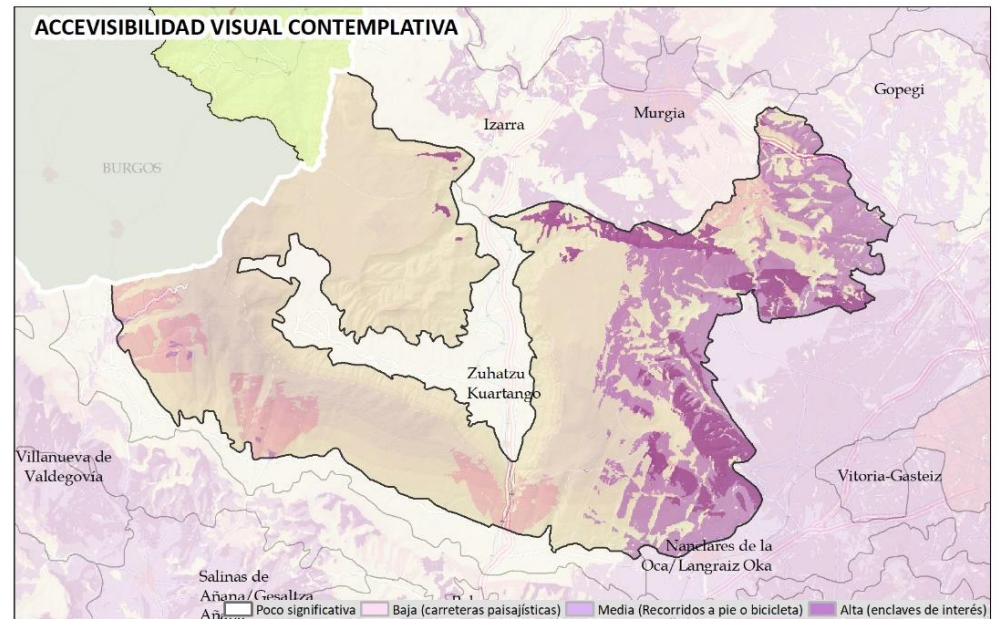 ACCEVISIBILIDAD VISUAL CONTEMPLATIVA
Gopegi
Murgia
Izarra
BURGOS
Zuhatzu
Kuartango
Villanueva de
Valdegovía
Vitoria-Gasteiz
Nanclares de la
Oca/Langraiz Oka
Salinas de
Añana/Gesaltza
Poco significativa
Baja (carreteras paisajísticas)
Media (Recorridos a pie o bicicleta)
Alta (enclaves de interés)